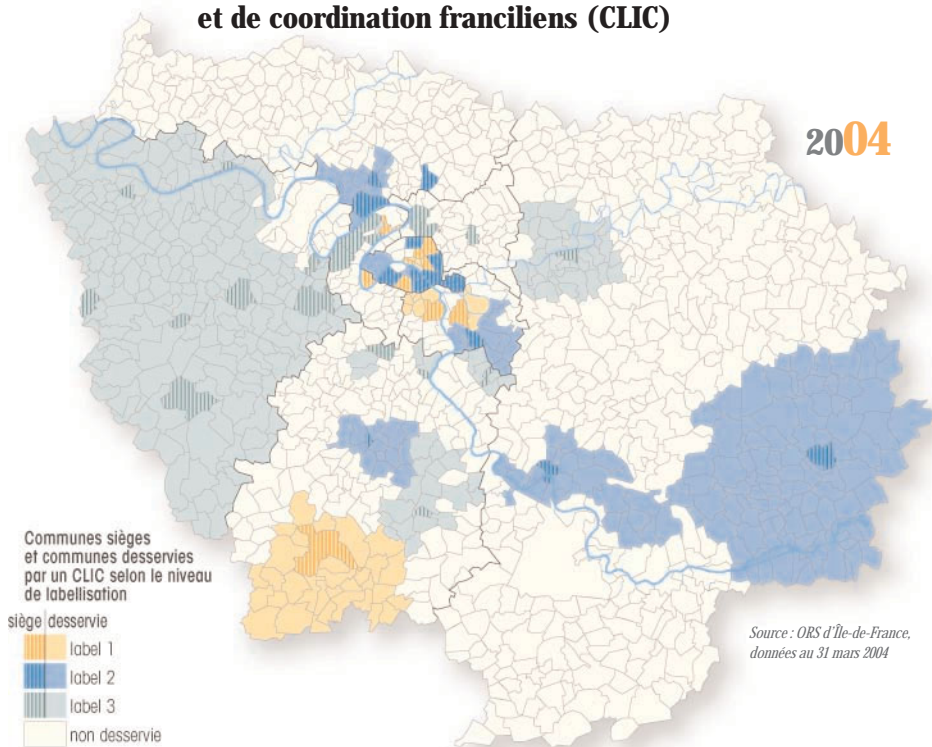 et de coordination franciliens (CLIC)
2004
Communes sièges
et communes desservies
par un CLIC selon le niveau
de labellisation
siège desservie
label 1
label 2
label 3
non desservie
Source : ORS d'Île-de-France,
données au 31 mars 2004